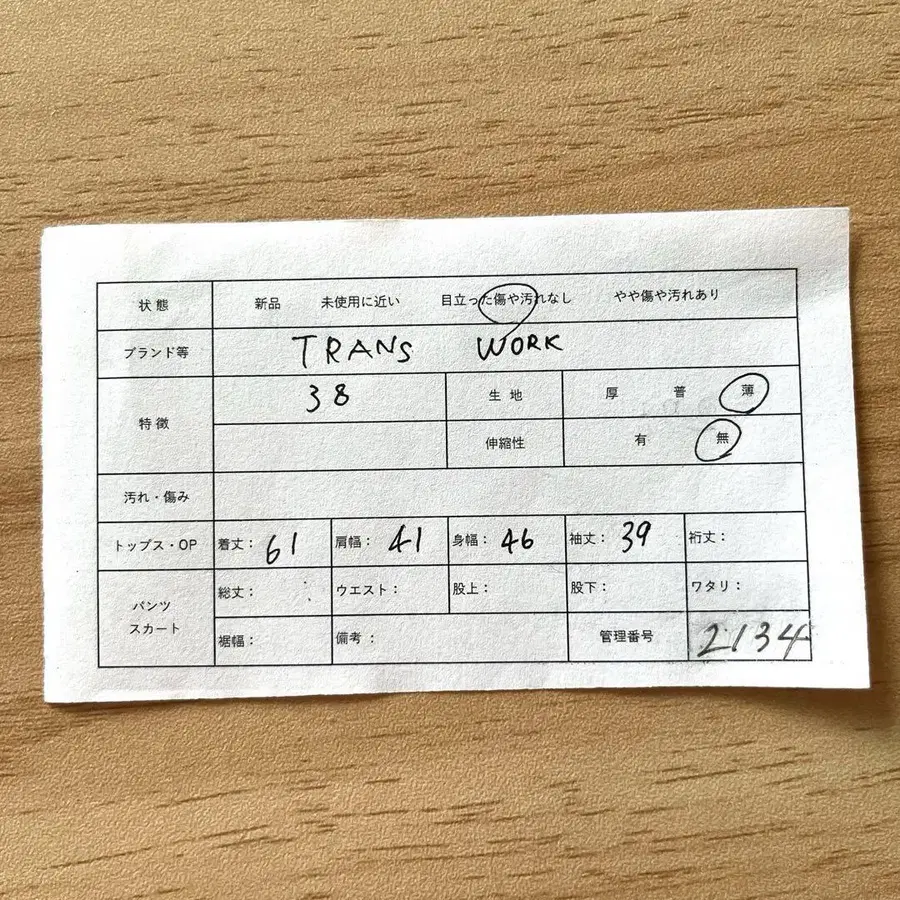 状態 新品 未使用に近い 目立った傷や汚れなし やや傷や汚れあり
ブランド等 TRANS WORK
特徴 38 生地 厚 普 薄
伸縮性 有 無
汚れ・傷み
トップス・OP 着丈: 61 肩幅: 41 身幅: 46 袖丈: 39 裄丈:
パンツ スカート 総丈: ウエスト: 股上: 股下: ワタリ:
裾幅: 備考: 管理番号 2134